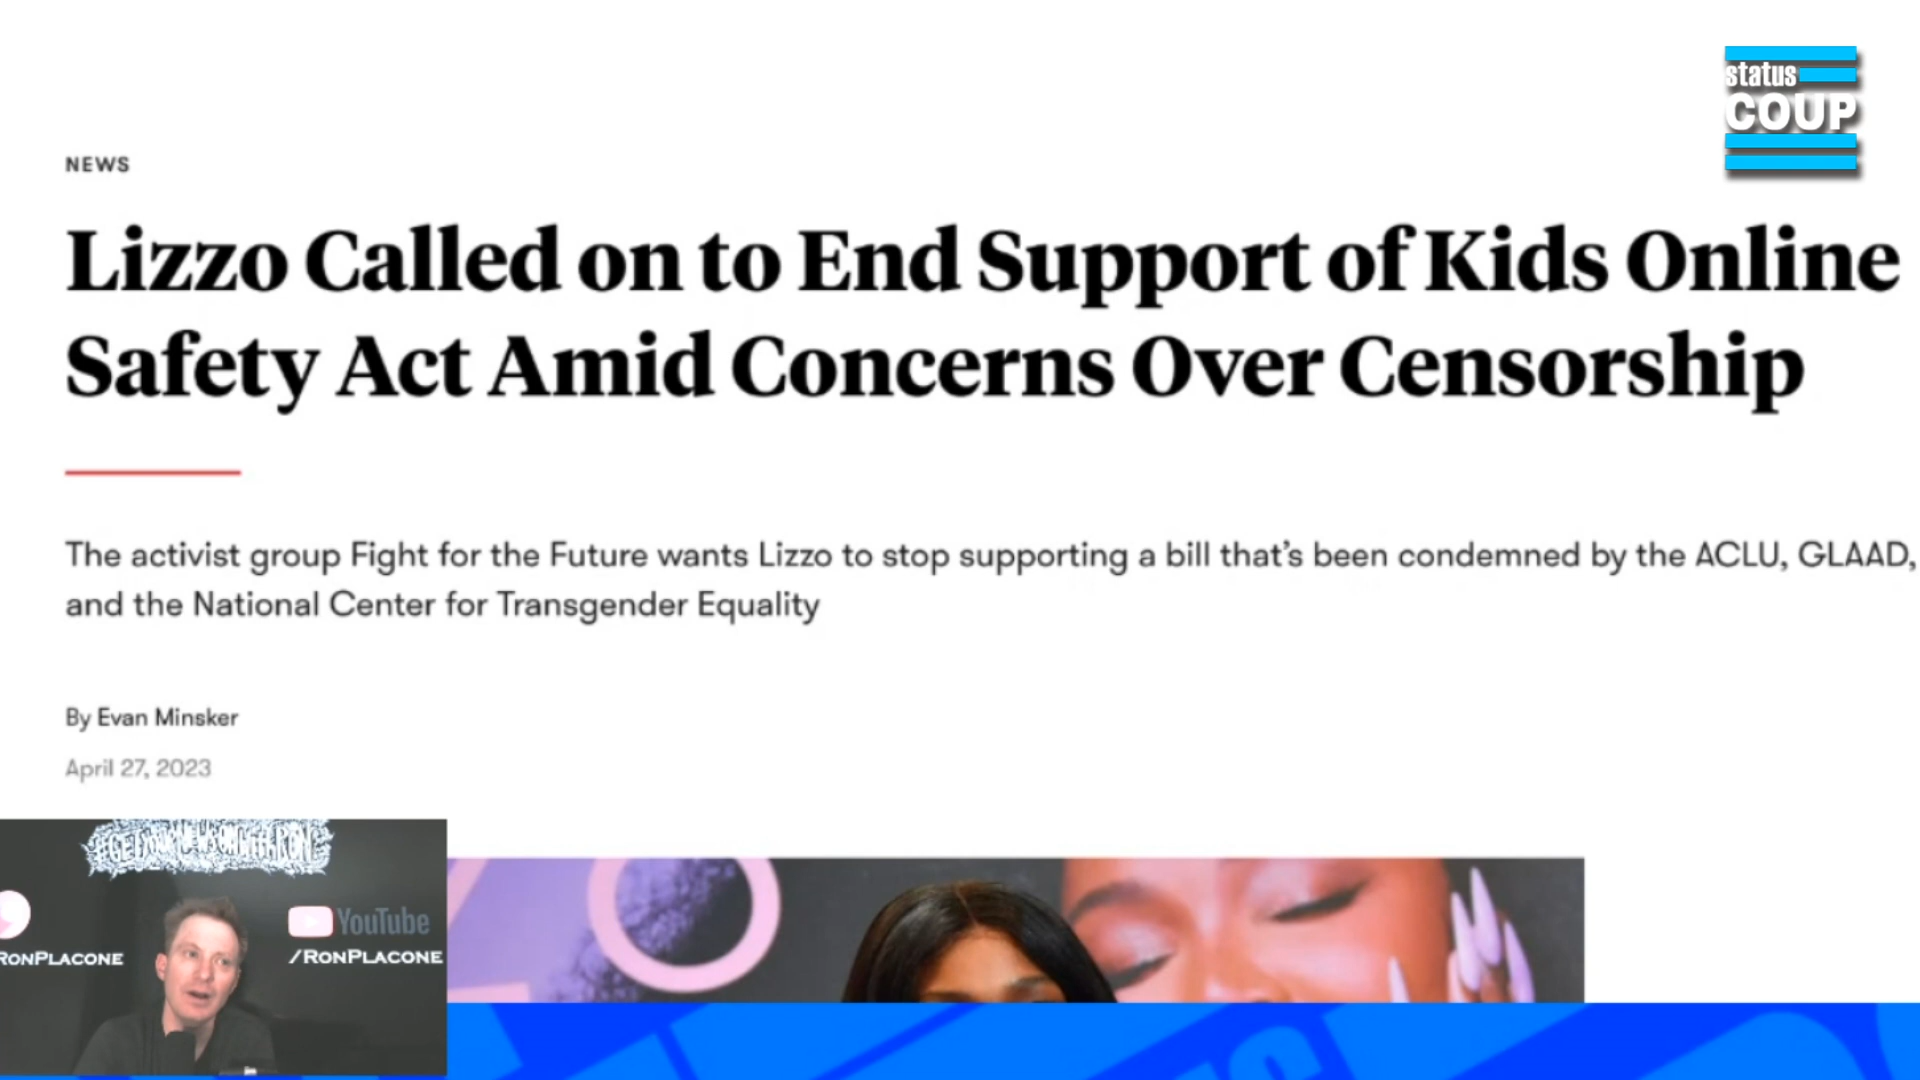 status
COUP
NEWS
Lizzo Called on to End Support of Kids Online
Safety Act Amid Concerns Over Censorship
The activist group Fight for the Future wants Lizzo to stop supporting a bill that's been condemned by the ACLU, GLAAD,
and the National Center for Transgender Equality
By Evan Minsker
April 27, 2023
#GETYOURNEWSONWITHRON
YouTube
RONPLACONE
/RONPLACONE
ZO